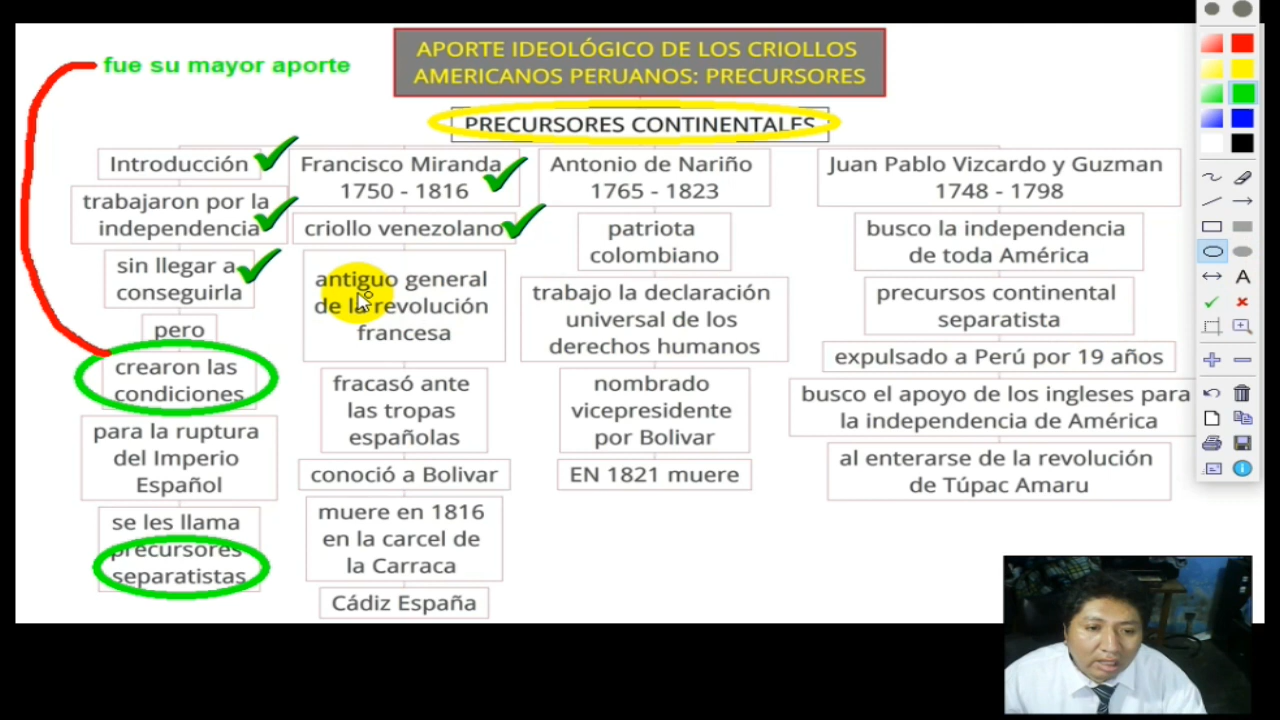 fue su mayor aporte
APORTE IDEOLÓGICO DE LOS CRIOLLOS
AMERICANOS PERUANOS: PRECURSORES
PRECURSORES CONTINENTALES
Introducción
trabajaron por la
independencia
sin llegar a
conseguirla
pero
crearon las
condiciones
para la ruptura
del Imperio
Español
se les llama
precursores
separatistas
Francisco Miranda
1750 - 1816
criollo venezolano
antiguo general
de la revolución
francesa
fracasó ante
las tropas
españolas
conoció a Bolivar
muere en 1816
en la carcel de
la Carraca
Cádiz España
Antonio de Nariño
1765 - 1823
patriota
colombiano
trabajo la declaración
universal de los
derechos humanos
nombrado
vicepresidente
por Bolivar
EN 1821 muere
Juan Pablo Vizcardo y Guzman
1748 - 1798
busco la independencia
de toda América
precursos continental
separatista
expulsado a Perú por 19 años
busco el apoyo de los ingleses para
la independencia de América
al enterarse de la revolución
de Túpac Amaru
A